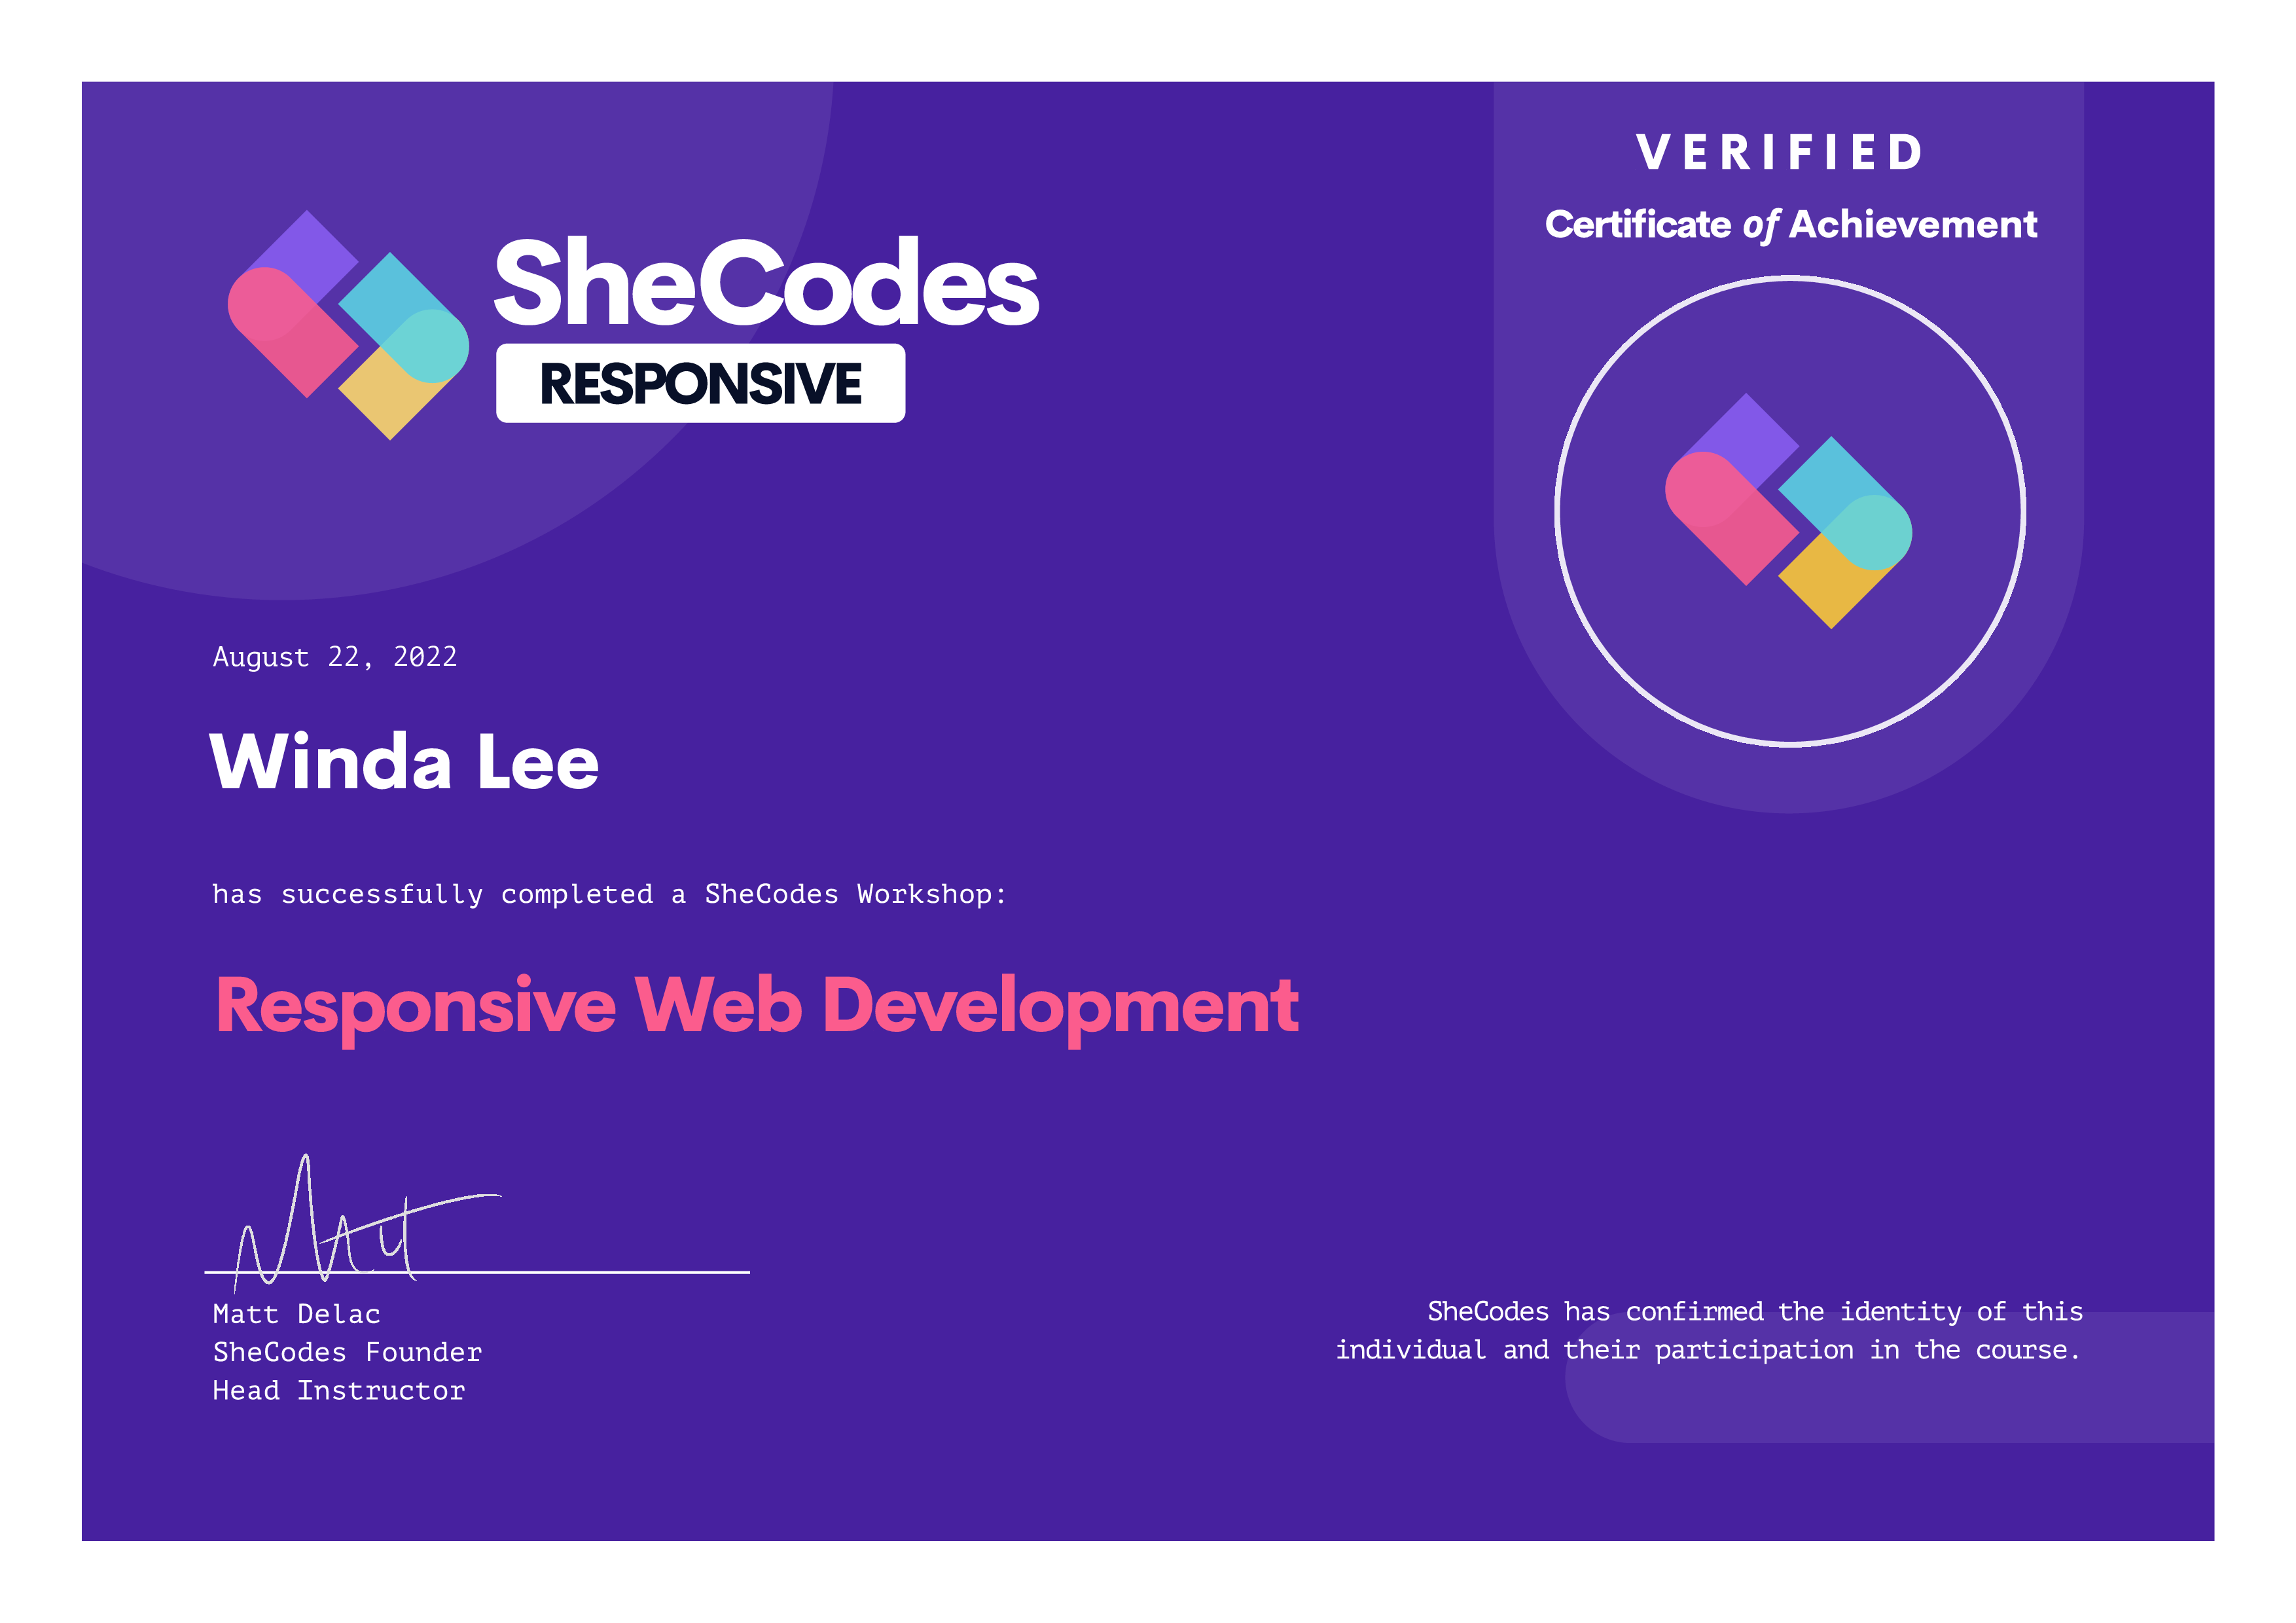 VERIFIED
Certificate of Achievement
SheCodes
RESPONSIVE
August 22, 2022
Winda Lee
has successfully completed a SheCodes Workshop:
Responsive Web Development
Matt
Matt Delac
SheCodes Founder
Head Instructor
SheCodes has confirmed the identity of this
individual and their participation in the course.